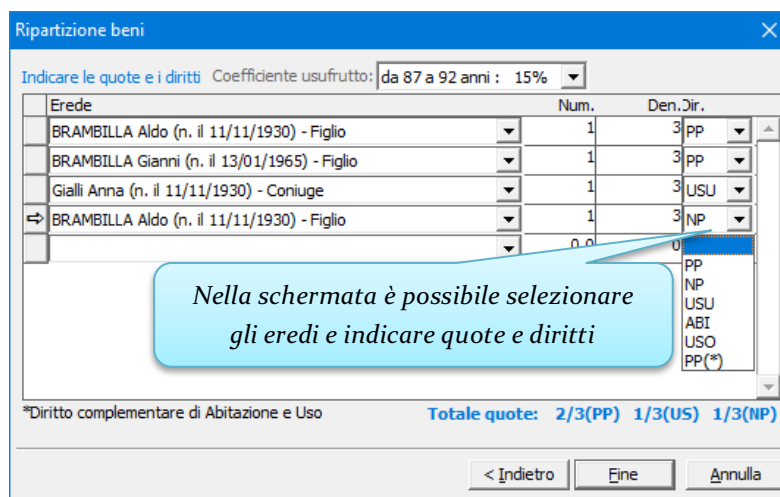 Ripartizione beni
Indicare le quote e i diritti Coefficiente usufrutto: da 87 a 92 anni : 15%
Erede Num. Den. Dir.
BRAMBILLA Aldo (n. il 11/11/1930) - Figlio 1 3 PP
BRAMBILLA Gianni (n. il 13/01/1965) - Figlio 1 3 PP
Gialli Anna (n. il 11/11/1930) - Coniuge 1 3 USU
BRAMBILLA Aldo (n. il 11/11/1930) - Figlio 1 3 NP
0,0 0
PP
NP
USU
ABI
USO
PP(*)
Nella schermata è possibile selezionare
gli eredi e indicare quote e diritti
*Diritto complementare di Abitazione e Uso Totale quote: 2/3(PP) 1/3(US) 1/3(NP)
< Indietro Fine Annulla